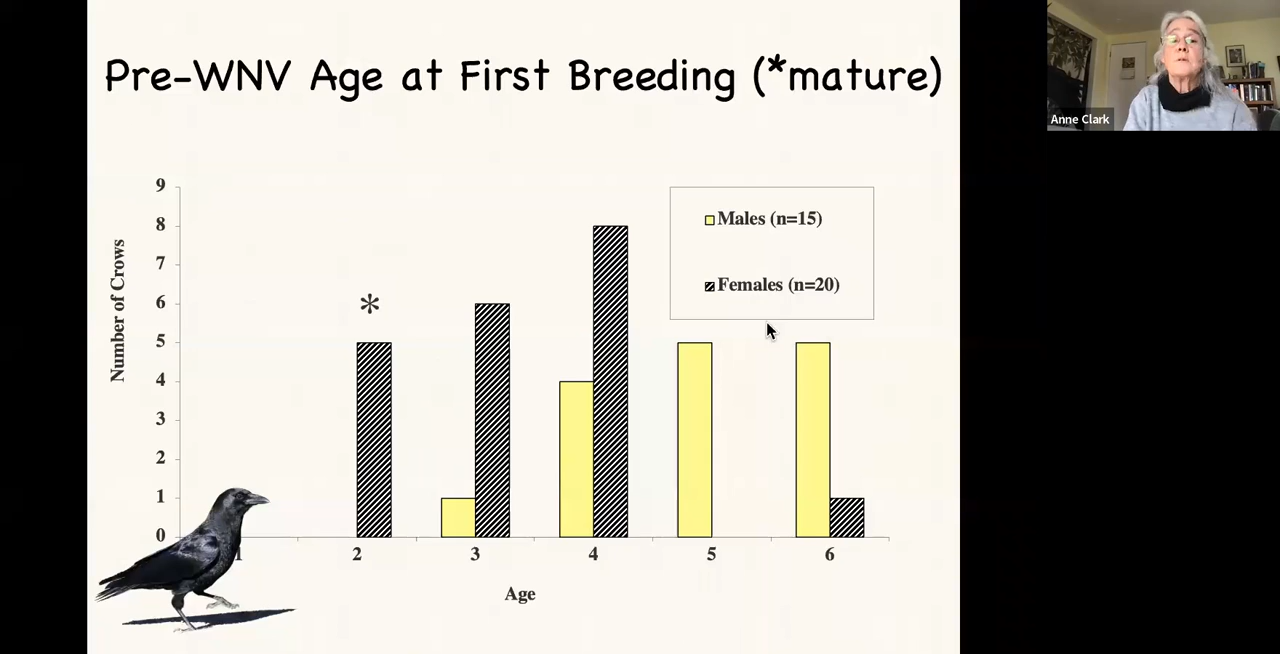 Pre-WNV Age at First Breeding (*mature)
Anne Clark
Number of Crows
9
8
7
6
5
4
3
2
1
0
*
Males (n=15)
Females (n=20)
1 2 3 4 5 6
Age